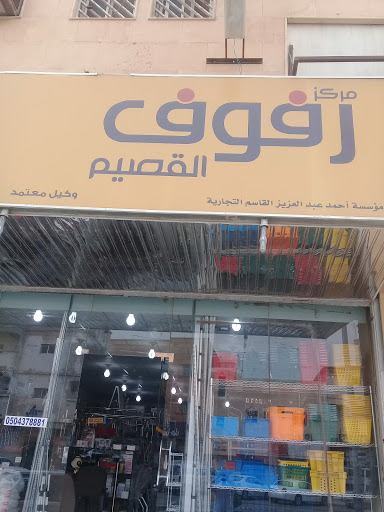 مركز
رفوف
القصيم
مؤسسة أحمد عبد العزيز القاسم التجارية
وكيل معتمد
0504378881